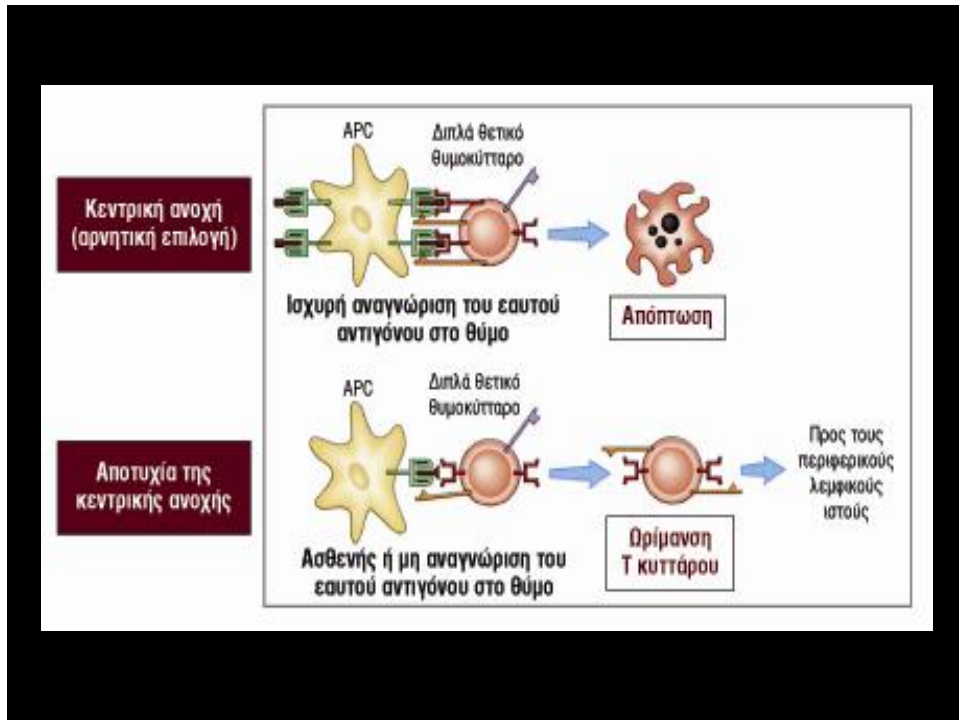 APC
Διπλά θετικό
θυμοκύτταρο
Κεντρική ανοχή
(αρνητική επιλογή)
Ισχυρή αναγνώριση του εαυτού
αντιγόνου στο θύμο
Απόπτωση
APC
Διπλά θετικό
θυμοκύτταρο
Αποτυχία της
κεντρικής ανοχής
Προς τους
περιφερικούς
λεμφικούς
ιστούς
Ασθενής ή μη αναγνώριση του
εαυτού αντιγόνου στο θύμο
Ωρίμανση
Τ κυττάρου